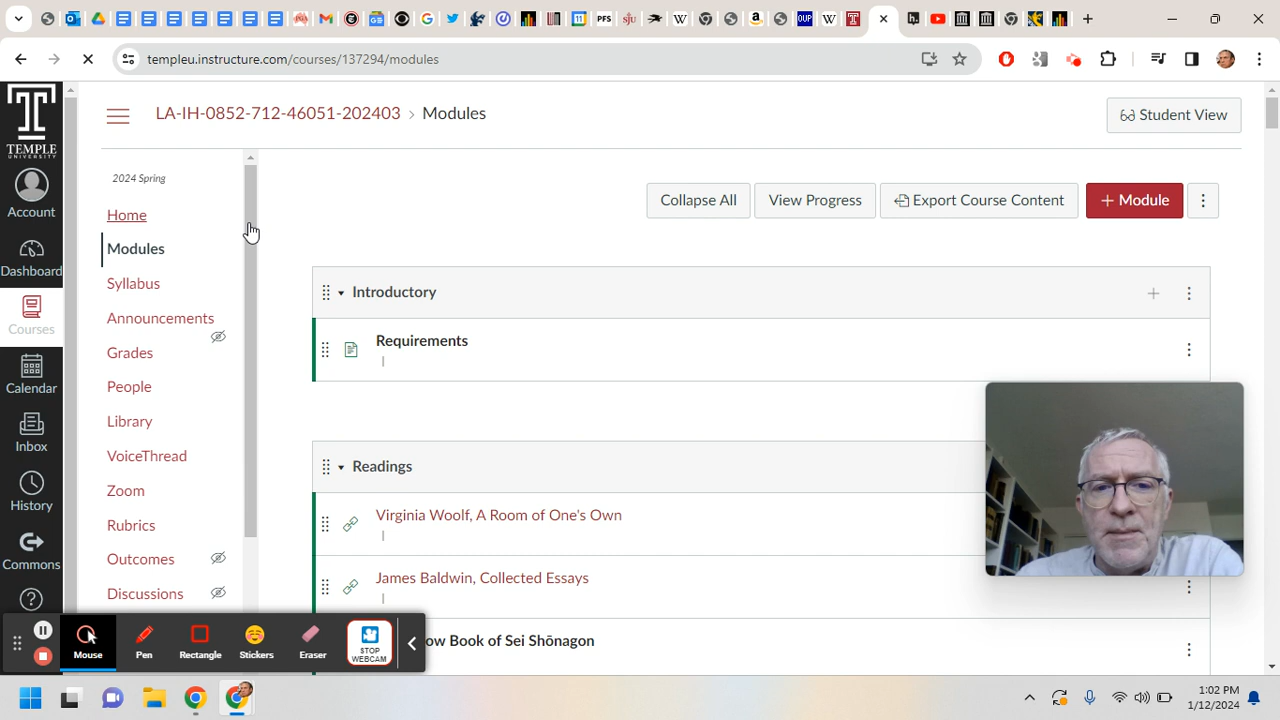 OUP
PFS
sju
W
templeu.instructure.com/courses/137294/modules
TEMPLE
UNIVERSITY
Account
Dashboard
Courses
Calendar
Inbox
History
Commons
LA-IH-0852-712-46051-202403 > Modules
Student View
2024 Spring
Home
Modules
Syllabus
Announcements
Grades
People
Library
VoiceThread
Zoom
Rubrics
Outcomes
Discussions
Collapse All
View Progress
Export Course Content
+ Module
Introductory
Requirements
|
Readings
Virginia Woolf, A Room of One's Own
|
James Baldwin, Collected Essays
|
ow Book of Sei Shōnagon
Mouse
Pen
Rectangle
Stickers
Eraser
STOP
WEBCAM
1:02 PM
1/12/2024